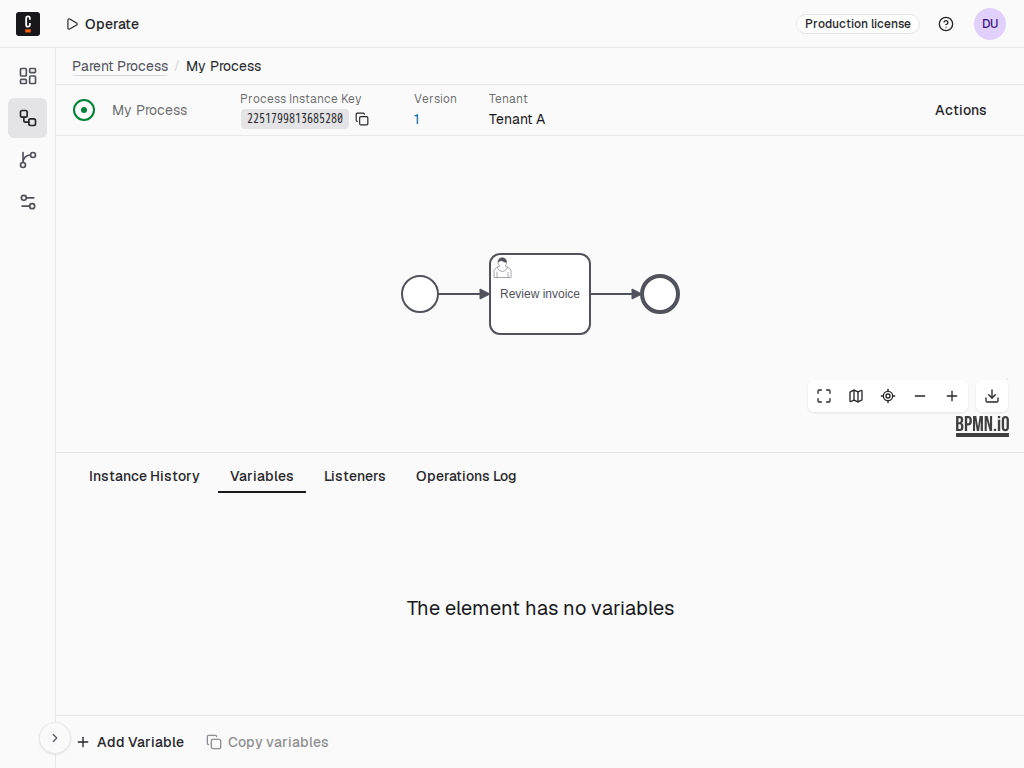 C
Operate
Production license
DU
Parent Process / My Process
My Process
Process Instance Key
2251799813685280
Version
1
Tenant
Tenant A
Actions
Review invoice
BPMN.iO
Instance History
Variables
Listeners
Operations Log
The element has no variables
Add Variable
Copy variables